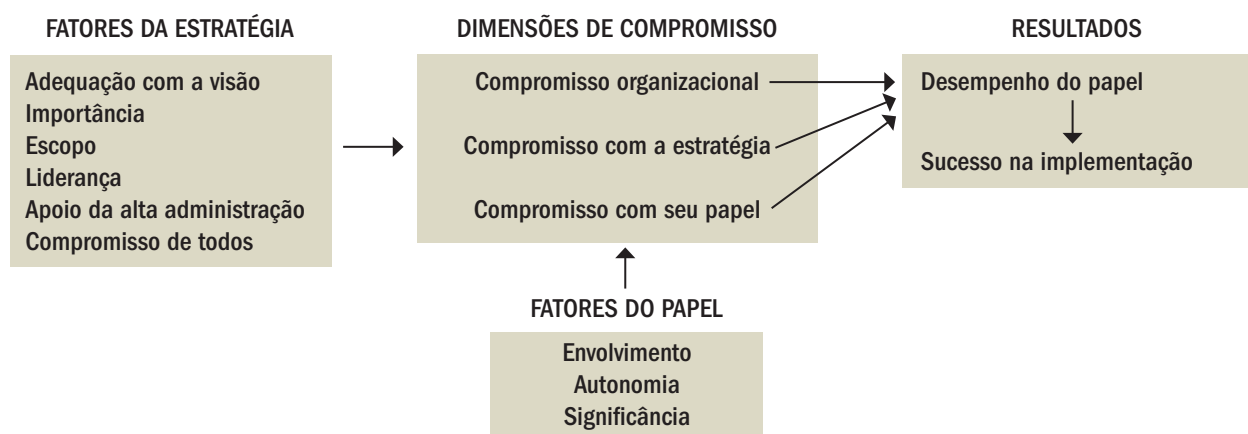 FATORES DA ESTRATÉGIA
Adequação com a visão
Importância
Escopo
Liderança
Apoio da alta administração
Compromisso de todos
DIMENSÕES DE COMPROMISSO
Compromisso organizacional
Compromisso com a estratégia
Compromisso com seu papel
RESULTADOS
Desempenho do papel
Sucesso na implementação
FATORES DO PAPEL
Envolvimento
Autonomia
Significância